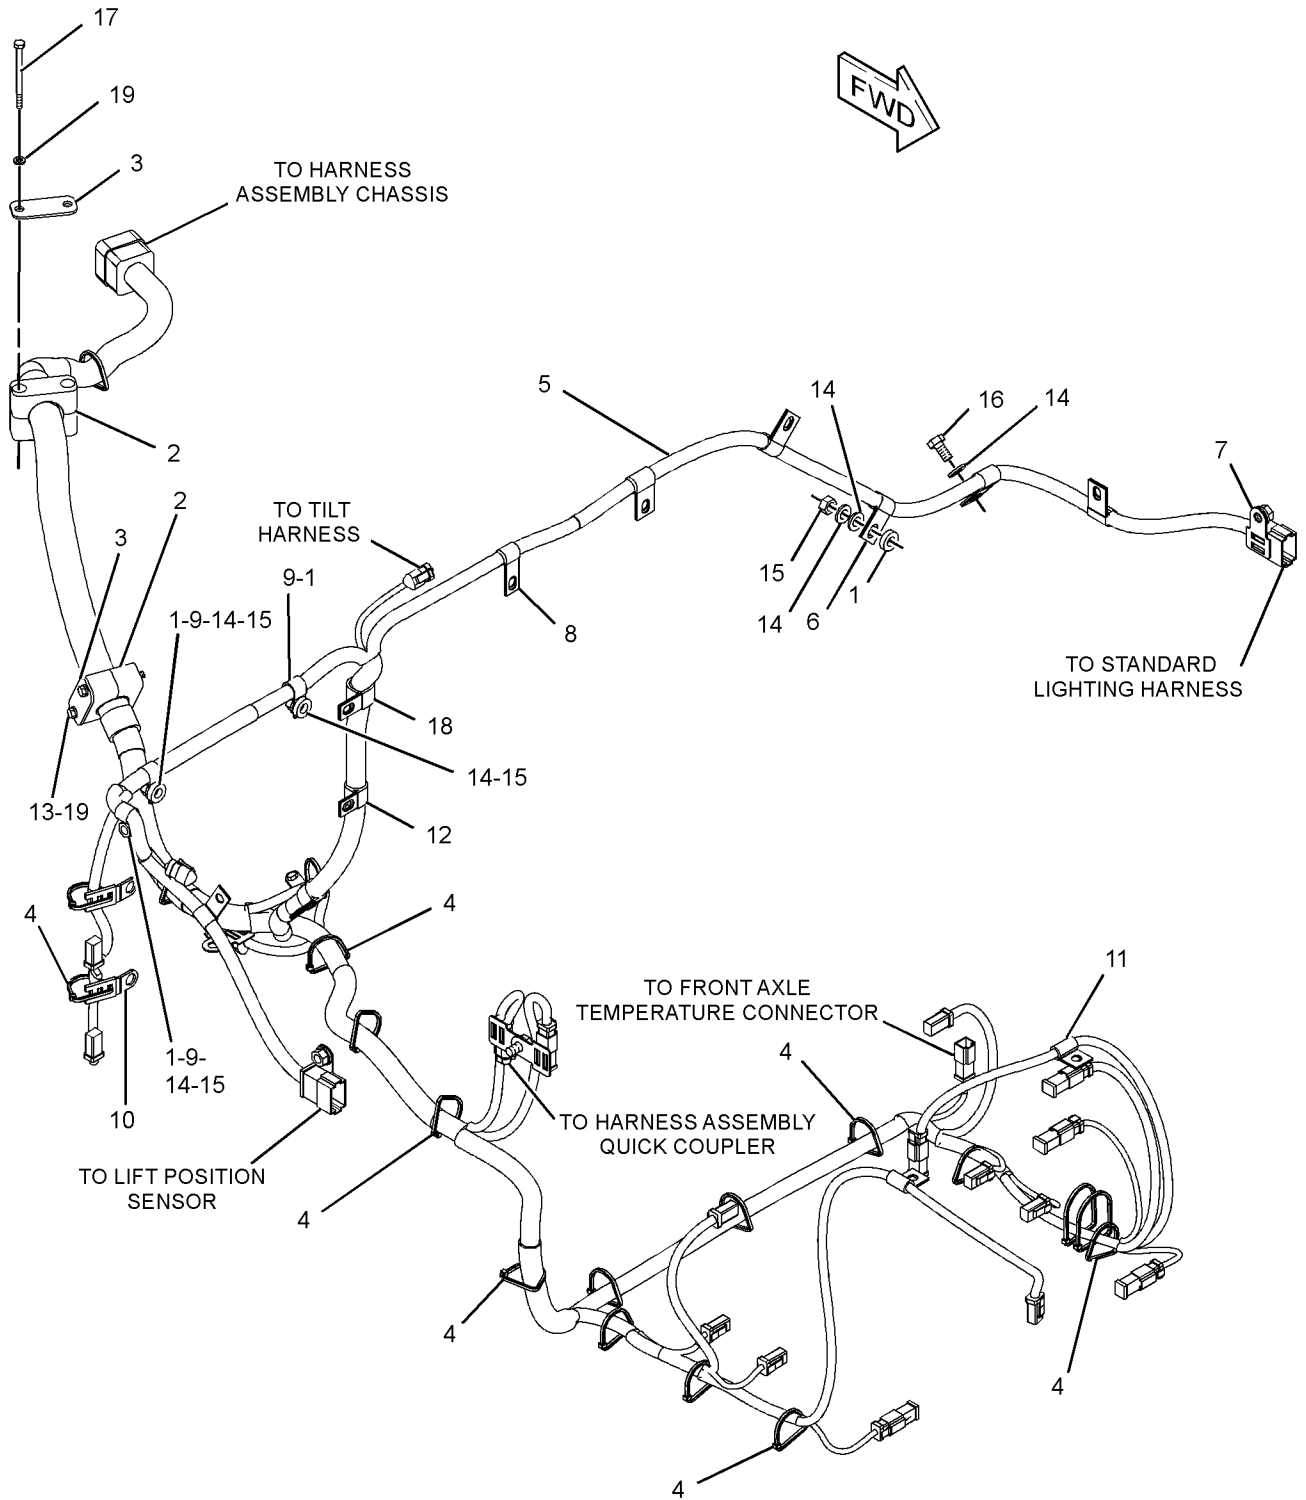 17
FWD
19
3
TO HARNESS
ASSEMBLY CHASSIS
5
14
16
14
7
2
2
TO TILT
HARNESS
3
9-1
1-9-14-15
15
14
6
1
8
TO STANDARD
LIGHTING HARNESS
18
14-15
13-19
12
4
4
11
TO FRONT AXLE
TEMPERATURE CONNECTOR
1-9-
14-15
4
10
TO HARNESS ASSEMBLY
QUICK COUPLER
TO LIFT POSITION
SENSOR
4
4
4
4